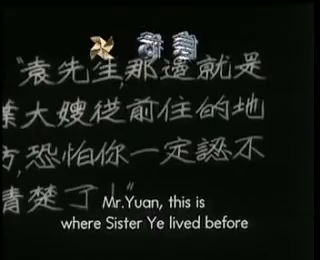 "袁先生,那邊就是
大嫂從前住的地
方,恐怕你一定認不
清楚了!"
Mr.Yuan, this is
where Sister Ye lived before